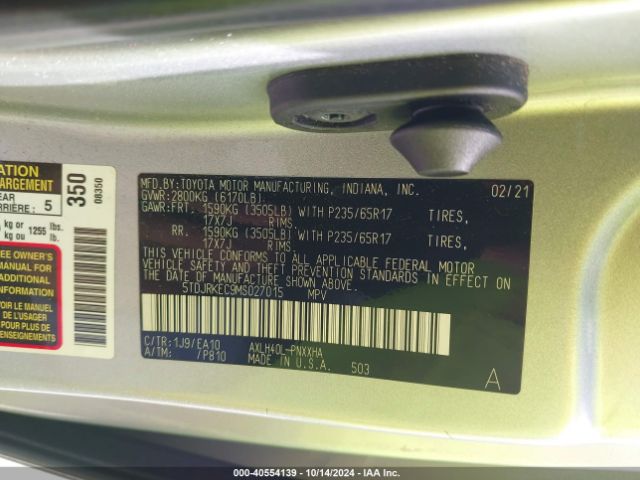 ATION
ARGEMENT
EAR
ARRIÈRE: 5
kg or 1255 lbs.
kg ou lb.
350
08350
SEE OWNER'S
MANUAL FOR
ADDITIONAL
INFORMATION
VOIR LE MANUEL
DE L'USAGER
POUR PLUS DE
RENSEIGNEMENTS
MFD.BY:TOYOTA MOTOR MANUFACTURING, INDIANA, INC. 02/21
GVWR:2800KG (6170LB)
GAWR:FRT. 1590KG (3505LB) WITH P235/65R17 TIRES,
17X7J RIMS,
RR. 1590KG (3505LB) WITH P235/65R17 TIRES,
17X7J RIMS.
THIS VEHICLE CONFORMS TO ALL APPLICABLE FEDERAL MOTOR
VEHICLE SAFETY AND THEFT PREVENTION STANDARDS IN EFFECT ON
THE DATE OF MANUFACTURE SHOWN ABOVE.
5TDJRKEC9MS027015 MPV
C/TR:1J9/EA10 AXLH40L-PNXXHA
A/TM: /P810 MADE IN U.S.A. 503
A
000-40554139 - 10/14/2024 - IAA Inc.